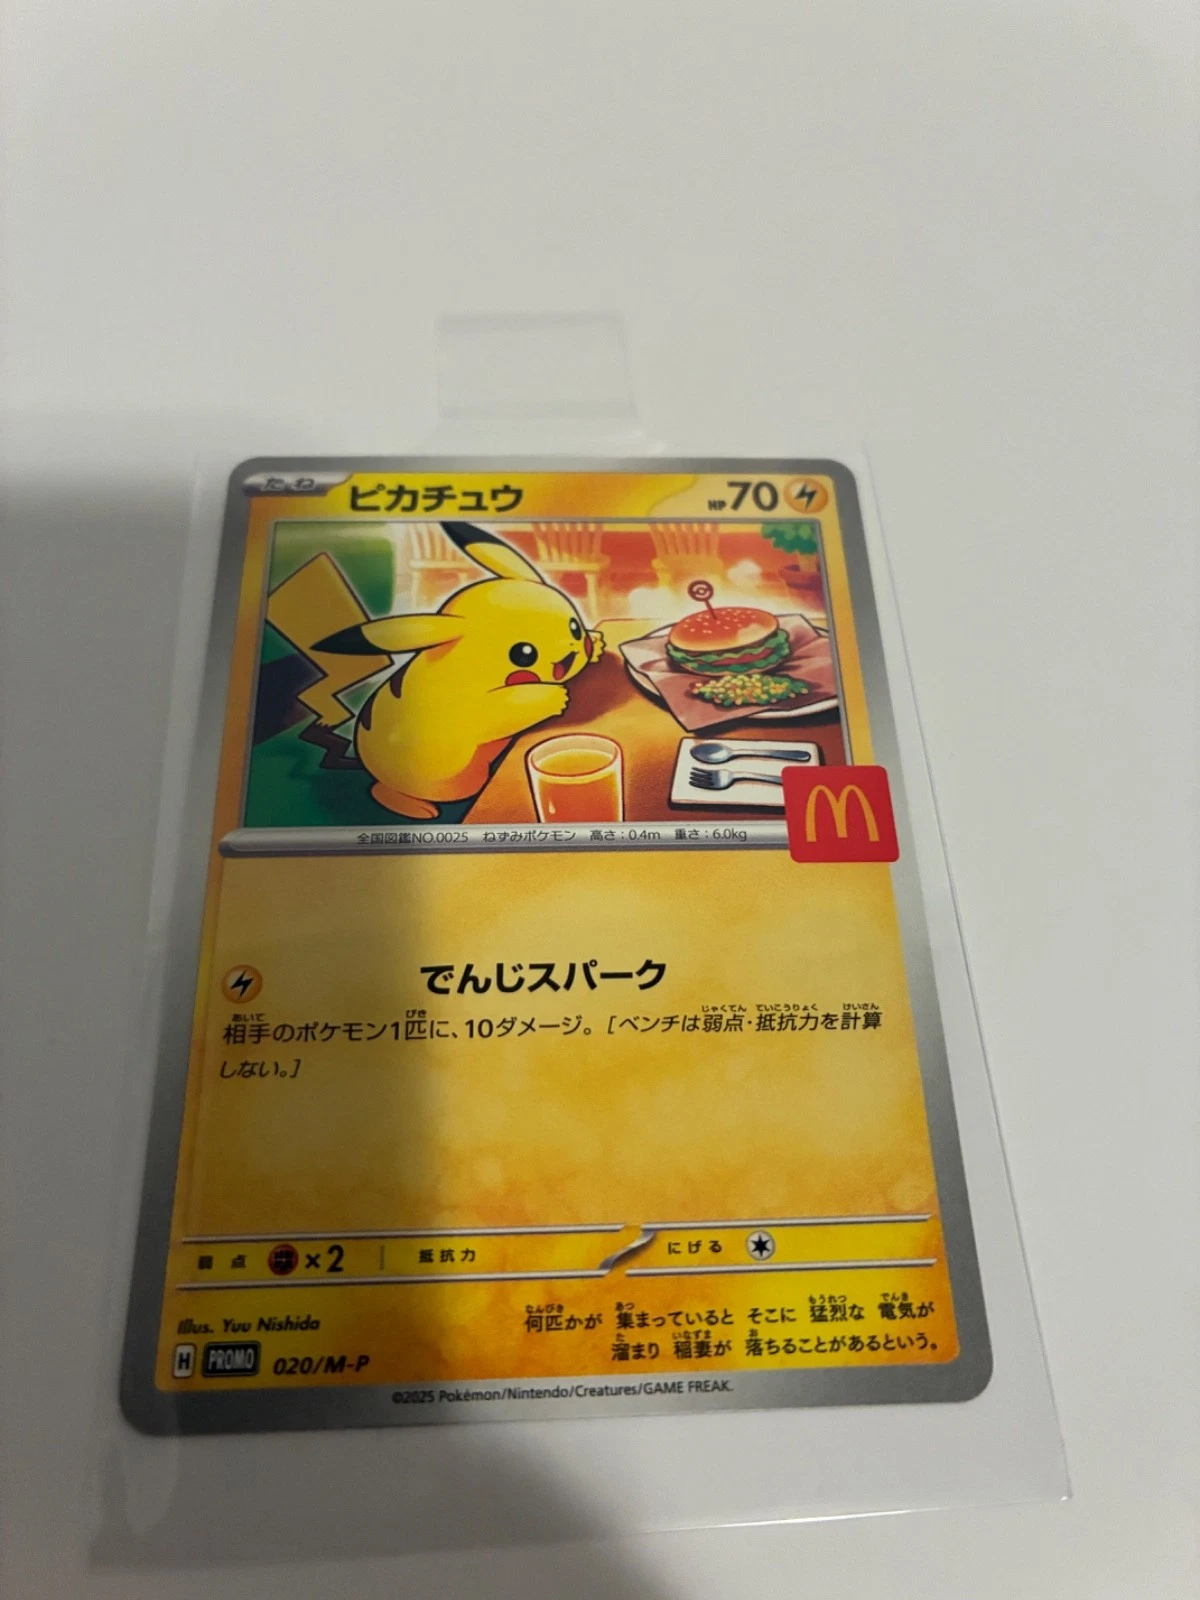 たね ピカチュウ HP70
M
全国図鑑NO.0025 ねずみポケモン 高さ:0.4m 重さ:6.0kg
でんじスパーク
相手のポケモン1匹に、10ダメージ。[ベンチは弱点・抵抗力を計算
しない。]
弱点 ×2 抵抗力 にげる
Illus. Yuu Nishida
何匹かが 集まっていると そこに 猛烈な 電気が
溜まり 稲妻が 落ちることがあるという。
H PROMO 020/M-P
©2025 Pokémon/Nintendo/Creatures/GAME FREAK.